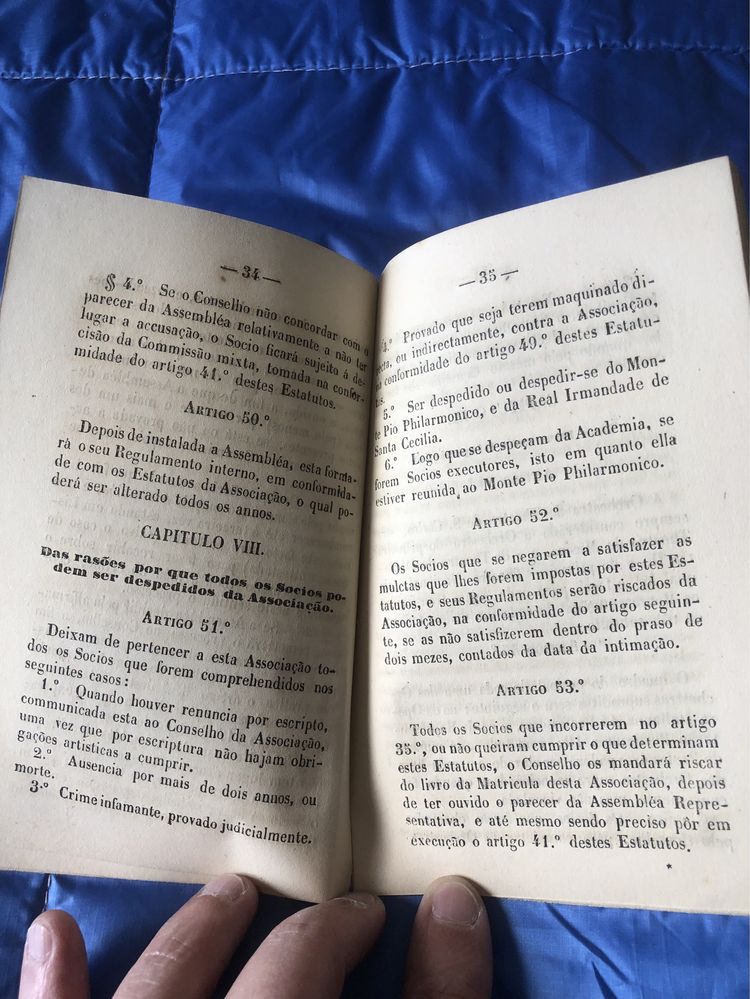 — 34 —
§ 4.º Se o Conselho não concordar com o
parecer da Assembléa relativamente a não ter
lugar a accusação, o Socio ficará sujeito á de-
cisão da Commissão mixta, tomada na confor-
midade do artigo 41.º destes Estatutos.
ARTIGO 50.º
Depois de instalada a Assembléa, esta forma-
rá o seu Regulamento interno, em conformida-
de com os Estatutos da Associação, o qual po-
derá ser alterado todos os annos.
CAPITULO VIII.
Das rasões por que todos os Socios po-
dem ser despedidos da Associação.
ARTIGO 51.º
Deixam de pertencer a esta Associação to-
dos os Socios que forem comprehendidos nos
seguintes casos:
1.º Quando houver renuncia por escripto,
communicada esta ao Conselho da Associação,
uma vez que por escriptura não hajam obri-
gações artisticas a cumprir.
2.º Ausencia por mais de dois annos, ou
morte.
3.º Crime infamante, provado judicialmente.
— 35 —
4.º Provado que seja terem maquinado di-
recta, ou indirectamente, contra a Associação,
na conformidade do artigo 49.º destes Estatu-
tos.
5.º Ser despedido ou despedir-se do Mon-
te Pio Philarmonico, e da Real Irmandade de
Santa Cecilia.
6.º Logo que se despeçam da Academia, se
forem Socios executores, isto em quanto ella
estiver reunida ao Monte Pio Philarmonico.
ARTIGO 52.º
Os Socios que se negarem a satisfazer as
mulctas que lhes forem impostas por estes Es-
tatutos, e seus Regulamentos serão riscados da
Associação, na conformidade do artigo seguin-
te, se as não satisfizerem dentro do praso de
dois mezes, contados da data da intimação.
ARTIGO 53.º
Todos os Socios que incorrerem no artigo
35.º, ou não queiram cumprir o que determinam
estes Estatutos, o Conselho os mandará riscar
do livro da Matricula desta Associação, depois
de ter ouvido o parecer da Assembléa Repre-
sentativa, e até mesmo sendo preciso pôr em
execução o artigo 41.º destes Estatutos.
*